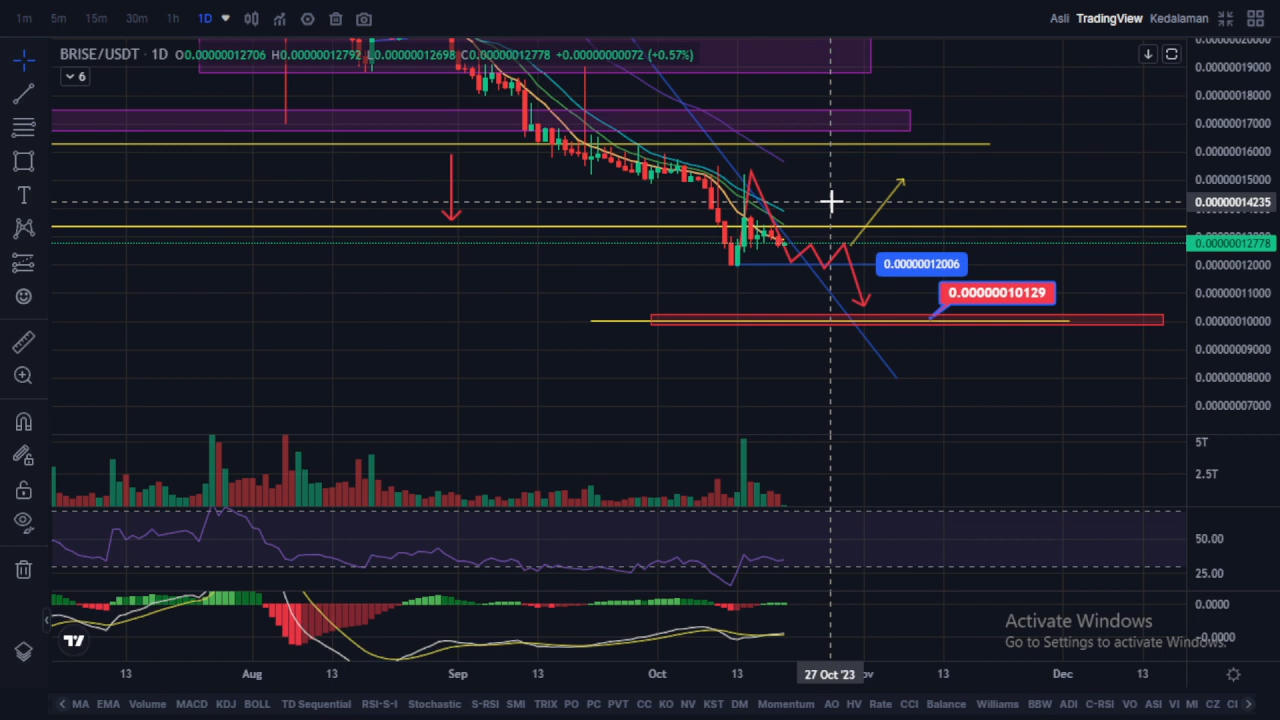 1m 5m 15m 30m 1h 1D Asli TradingView Kedalaman
BRISE/USDT · 1D O0.00000012706 H0.00000012792 L0.00000012698 C0.00000012778 +0.00000000072 (+0.57%)
6
0.00000020000
0.00000019000
0.00000018000
0.00000017000
0.00000016000
0.00000015000
0.00000014235
0.00000012778
0.00000012006
0.00000012000
0.00000010129
0.00000011000
0.00000010000
0.00000009000
0.00000008000
0.00000007000
5T
2.5T
50.00
25.00
0.0000
-0.0000
Activate Windows
Go to Settings to activate Windows.
13 Aug 13 Sep 13 Oct 13 27 Oct '23 13 Dec 13
MA EMA Volume MACD KDJ BOLL TD Sequential RSI-S-I Stochastic S-RSI SMI TRIX PO PC PVT CC KO NV KST DM Momentum AO HV Rate CCI Balance Williams BBW ADI C-RSI VO ASI VI MI CZ CI